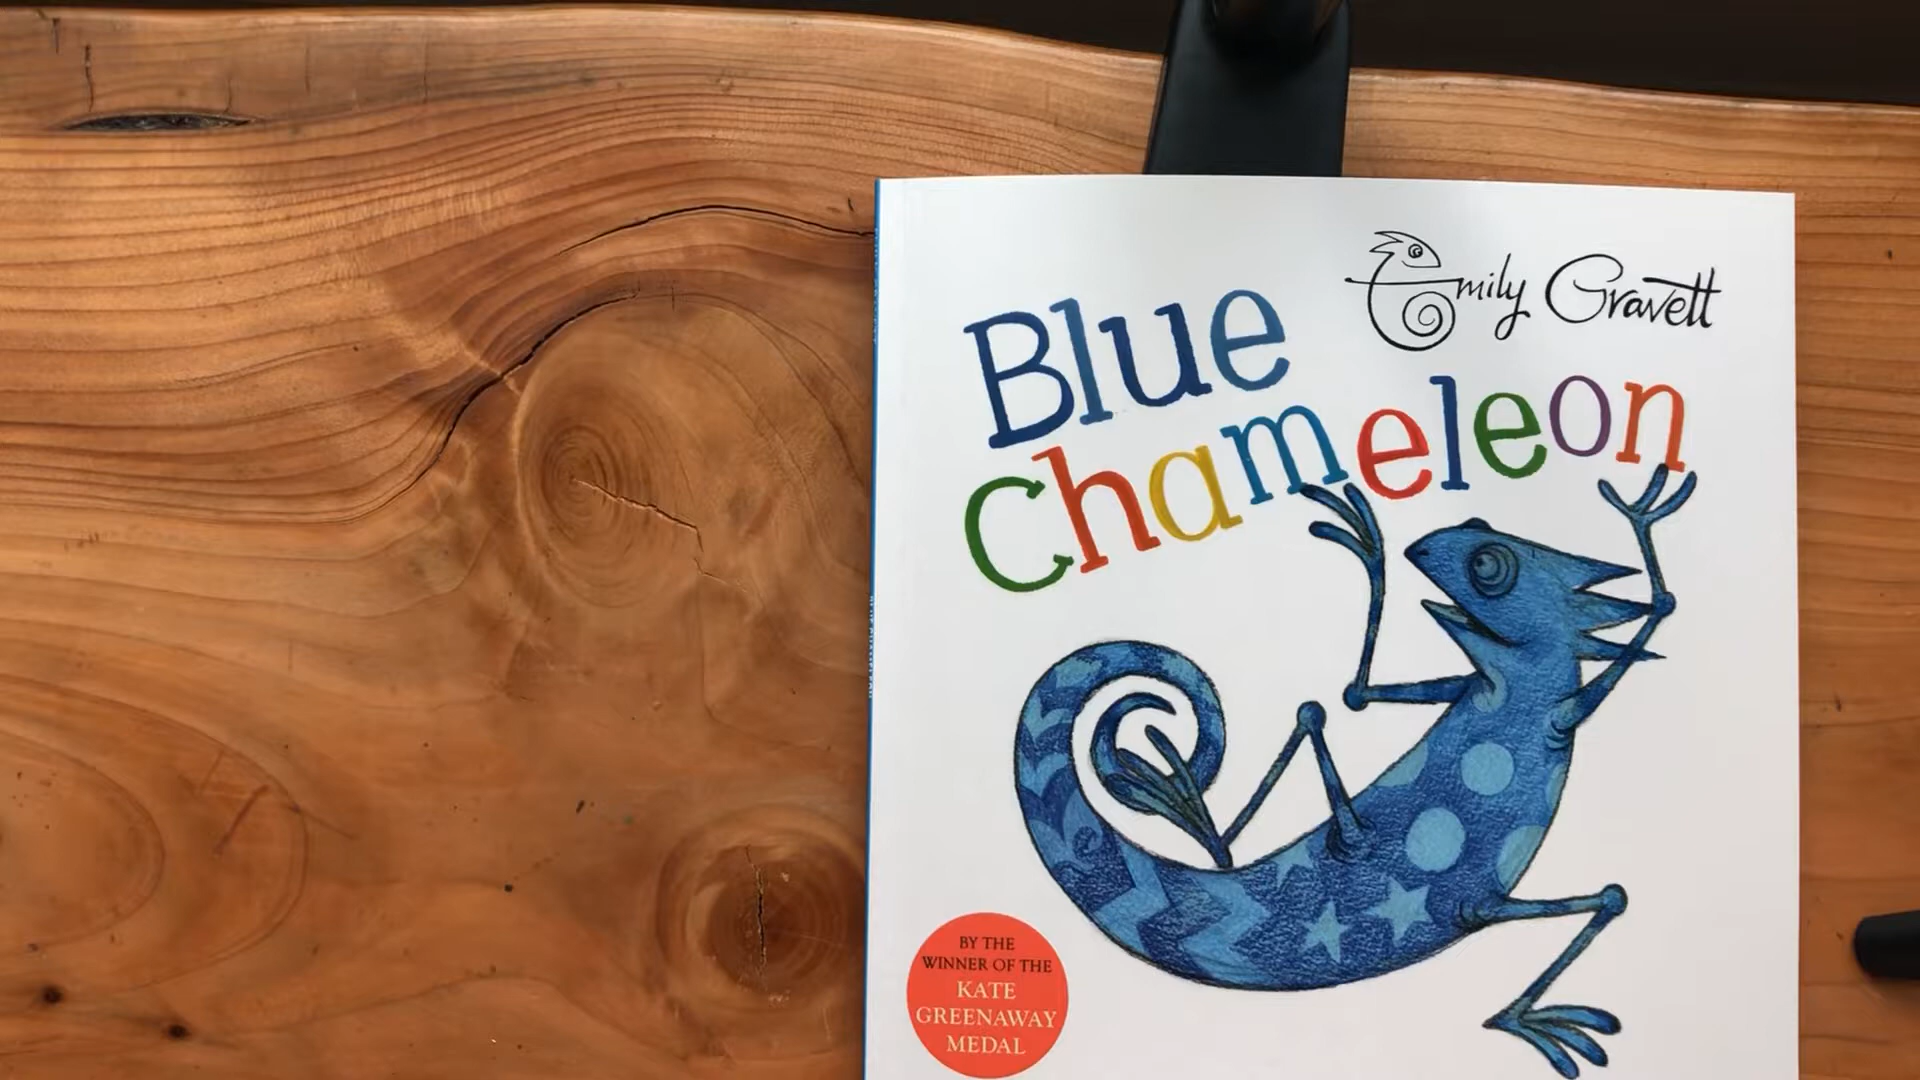 Emily Gravett
Blue
Chameleon
BY THE
WINNER OF THE
KATE
GREENAWAY
MEDAL